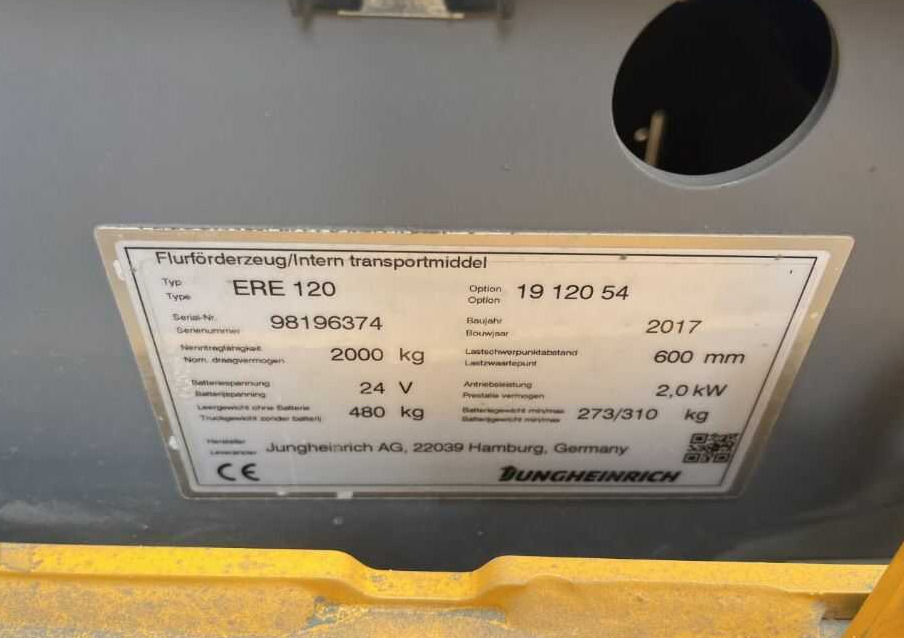 Flurförderzeug/Intern transportmiddel
Typ
Type ERE 120 Option
Option 19 120 54
Serial-Nr.
Serienummer 98196374 Baujahr
Bouwjaar 2017
Nenntragfähigkeit
Nom. draagvermogen 2000 kg Lastschwerpunktabstand
Lastzwaartepunt 600 mm
Batteriespannung
Batterijspanning 24 V Antriebsleistung
Prestatie vermogen 2,0 kW
Leergewicht ohne Batterie
Truckgewicht zonder batterij 480 kg Batteriegewicht min/max
Batterijgewicht min/max 273/310 kg
Hersteller
Leverancier Jungheinrich AG, 22039 Hamburg, Germany
CE JUNGHEINRICH